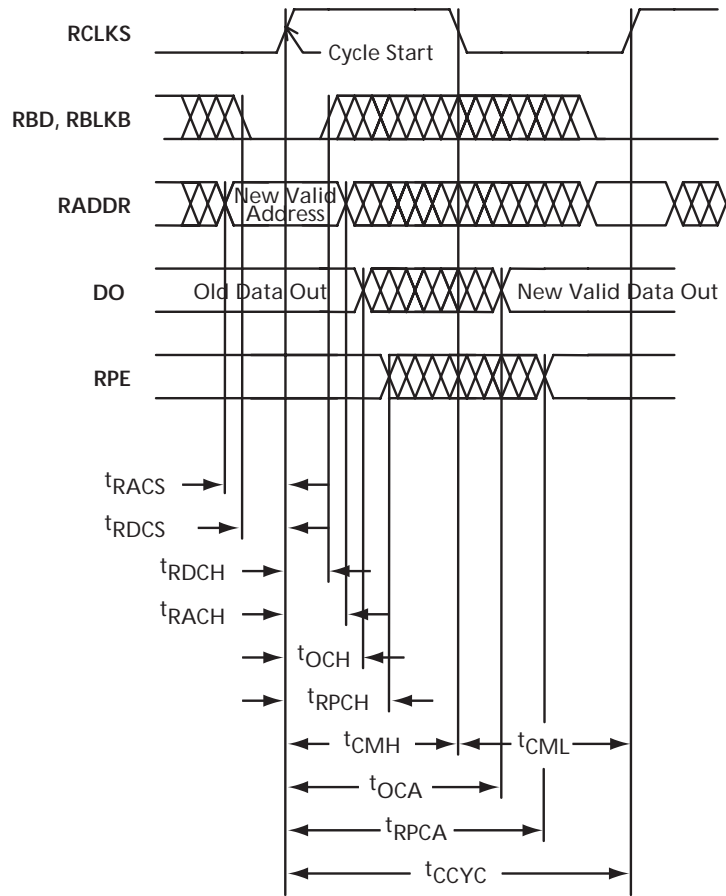 RCLKS
Cycle Start
RBD, RBLKB
RADDR
New Valid
Address
DO
Old Data Out
New Valid Data Out
RPE
tRACS
tRDCS
tRDCH
tRACH
tOCH
tRPCH
tCMH
tCML
tOCA
tRPCA
tCCYC